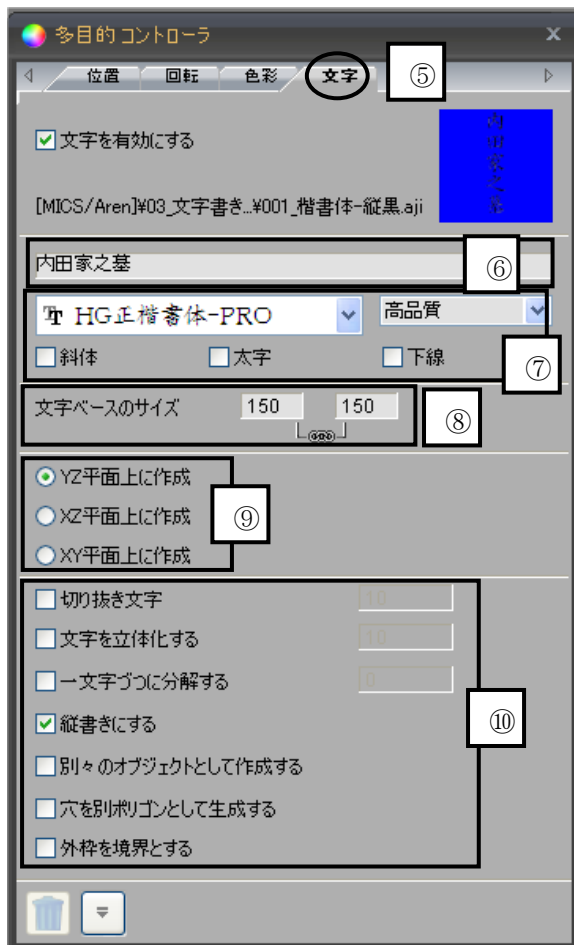 多目的コントローラ
位置 回転 色彩 文字 ⑤
文字を有効にする
内田家之墓
[MICS/Aren]¥03_文字書き…¥001_楷書体-縦黒.aji
内田家之墓 ⑥
HG正楷書体-PRO 高品質
斜体 太字 下線 ⑦
文字ベースのサイズ 150 150 ⑧
YZ平面上に作成
XZ平面上に作成 ⑨
XY平面上に作成
切り抜き文字 10
文字を立体化する 10
一文字づつに分解する 0
縦書きにする ⑩
別々のオブジェクトとして作成する
穴を別ポリゴンとして生成する
外枠を境界とする